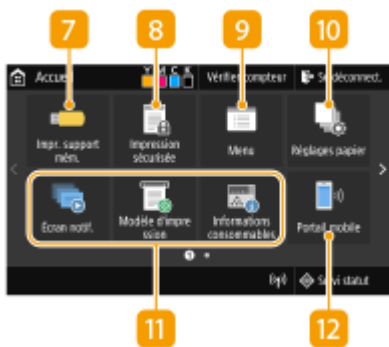 7 8 9 10
Accueil Y M C K Vérifier compteur Se déconnect.
Impr. support mém.
Impression sécurisée
Menu
Réglages papier
Écran notif.
Modèle d'impre ssion
Informations consommables
Portail mobile
1
Suivi statut
11 12